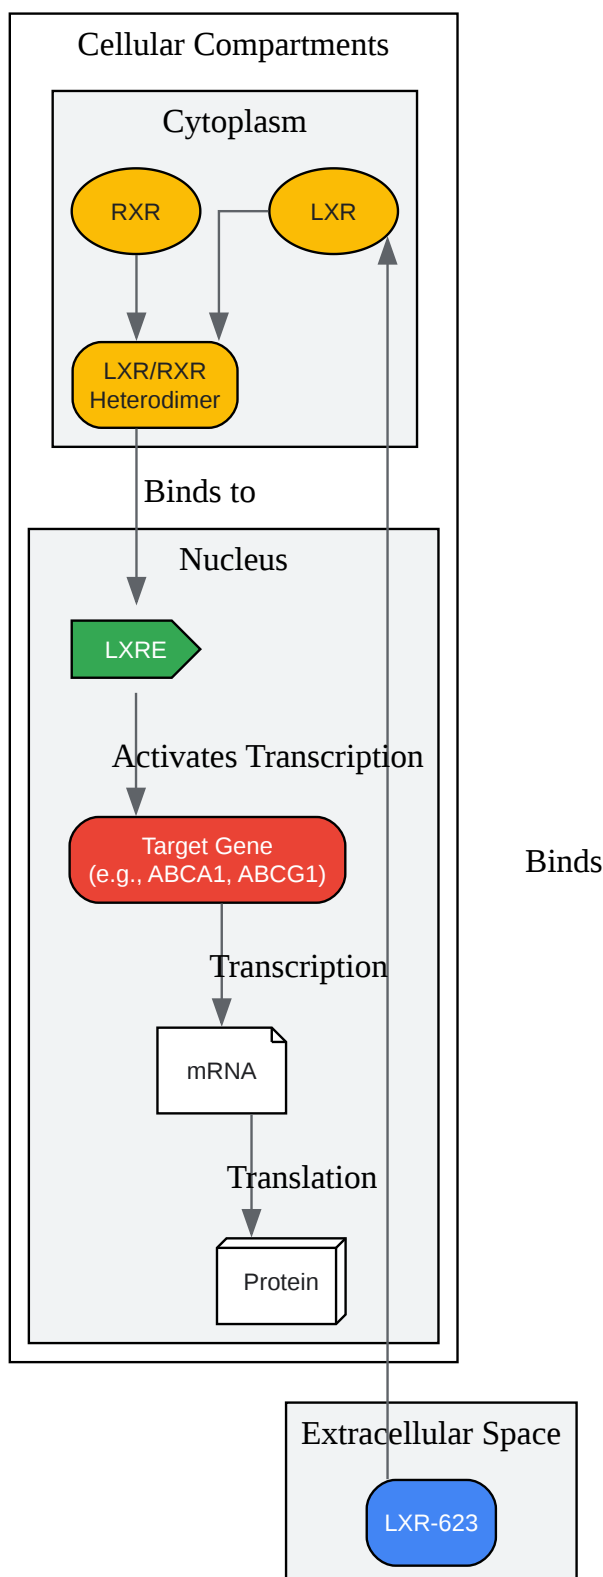 Cellular Compartments
Cytoplasm
RXR
LXR
LXR/RXR
Heterodimer
Binds to
Nucleus
LXRE
Activates Transcription
Target Gene
(e.g., ABCA1, ABCG1)
Binds
Transcription
mRNA
Translation
Protein
Extracellular Space
LXR-623